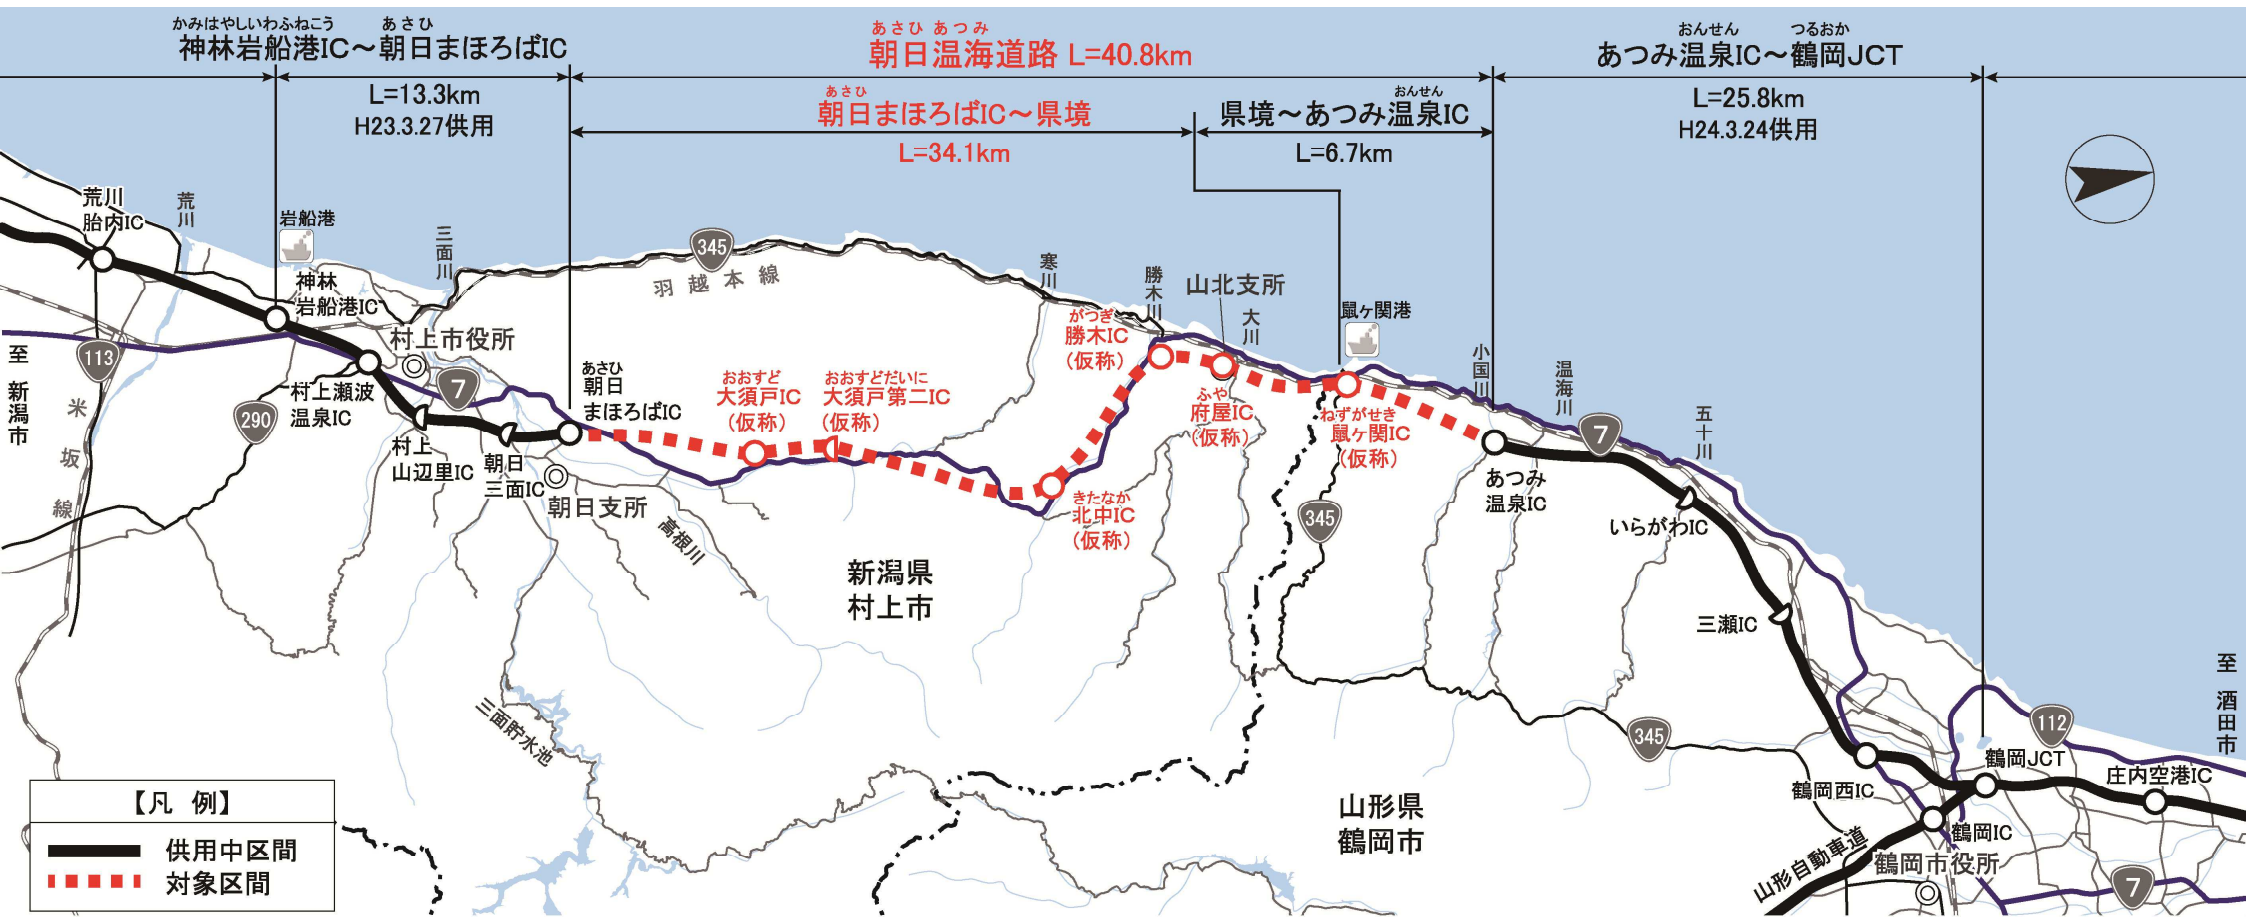 かみはやしいわふねこう
あさひ
神林岩船港IC～朝日まほろばIC
L=13.3km
H23.3.27供用
あさひ あつみ
朝日温海道路 L=40.8km
あさひ
朝日まほろばIC～県境
L=34.1km
おんせん
県境～あつみ温泉IC
L=6.7km
おんせん
つるおか
あつみ温泉IC～鶴岡JCT
L=25.8km
H24.3.24供用
荒川
胎内IC
荒川
岩船港
神林
岩船港IC
三面川
345
羽越本線
寒川
勝木川
山北支所
大川
鼠ヶ関港
小国川
温海川
五十川
がつぎ
勝木IC
(仮称)
村上市役所
至 新潟市
113
米坂線
290
7
村上瀬波
温泉IC
村上
山辺里IC
朝日
三面IC
あさひ
朝日
まほろばIC
朝日支所
高根川
おおすど
大須戸IC
(仮称)
おおすどだいに
大須戸第二IC
(仮称)
きたなか
北中IC
(仮称)
ふや
府屋IC
(仮称)
ねずがせき
鼠ヶ関IC
(仮称)
345
あつみ
温泉IC
7
いらがわIC
三瀬IC
新潟県
村上市
三面貯水池
山形県
鶴岡市
345
112
至 酒田市
鶴岡JCT
庄内空港IC
鶴岡西IC
鶴岡IC
鶴岡市役所
山形自動車道
7
【凡 例】
供用中区間
対象区間